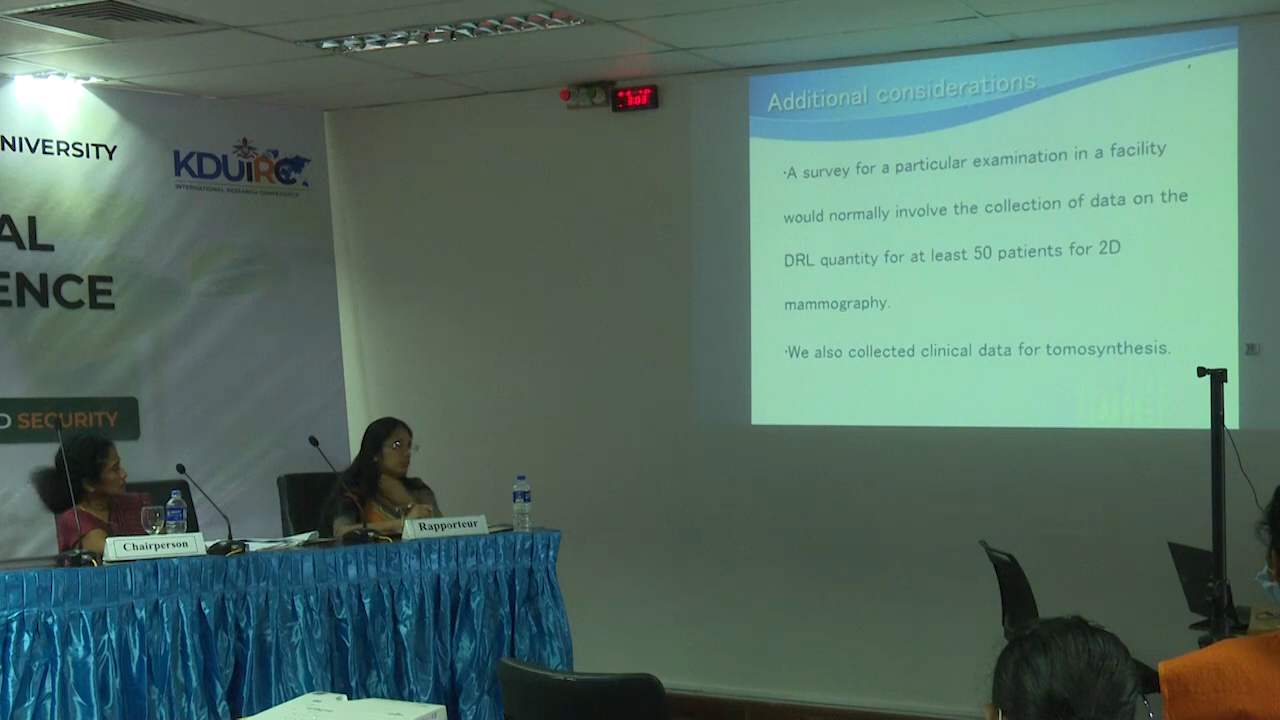 NIVERSITY
KDUIRC
INTERNATIONAL RESEARCH CONFERENCE
AL
ENCE
D SECURITY
Chairperson
Rapporteur
Additional considerations
·A survey for a particular examination in a facility
would normally involve the collection of data on the
DRL quantity for at least 50 patients for 2D
mammography.
·We also collected clinical data for tomosynthesis.